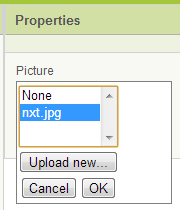 Properties
Picture
None
nxt.jpg
Upload new...
Cancel OK